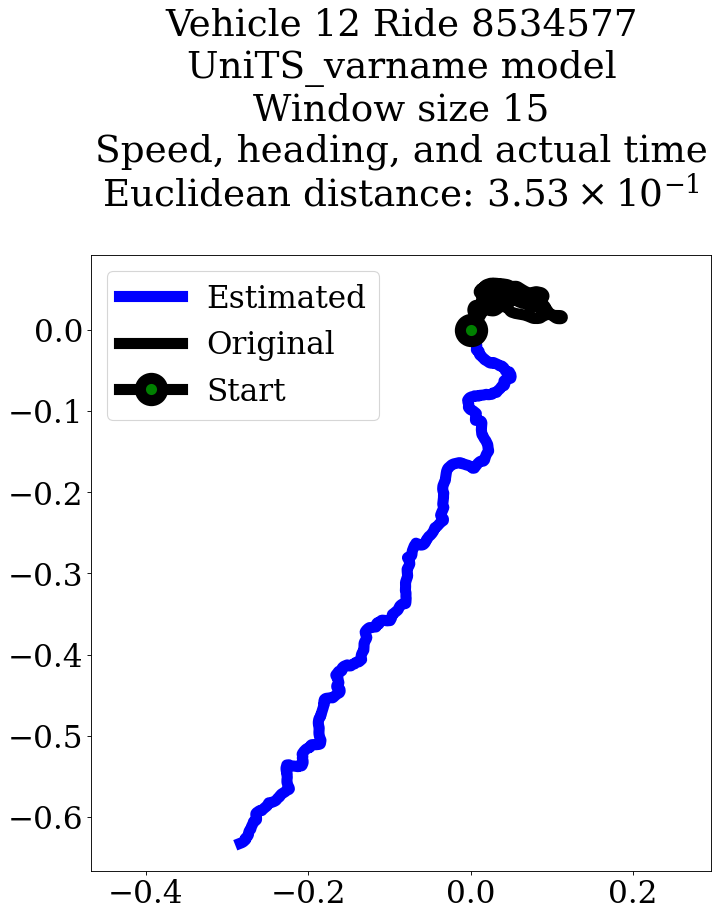 Vehicle 12 Ride 8534577
UniTS_varname model
Window size 15
Speed, heading, and actual time
Euclidean distance: 3.53 × 10⁻¹
Estimated
Original
Start
0.0
−0.1
−0.2
−0.3
−0.4
−0.5
−0.6
−0.4 −0.2 0.0 0.2